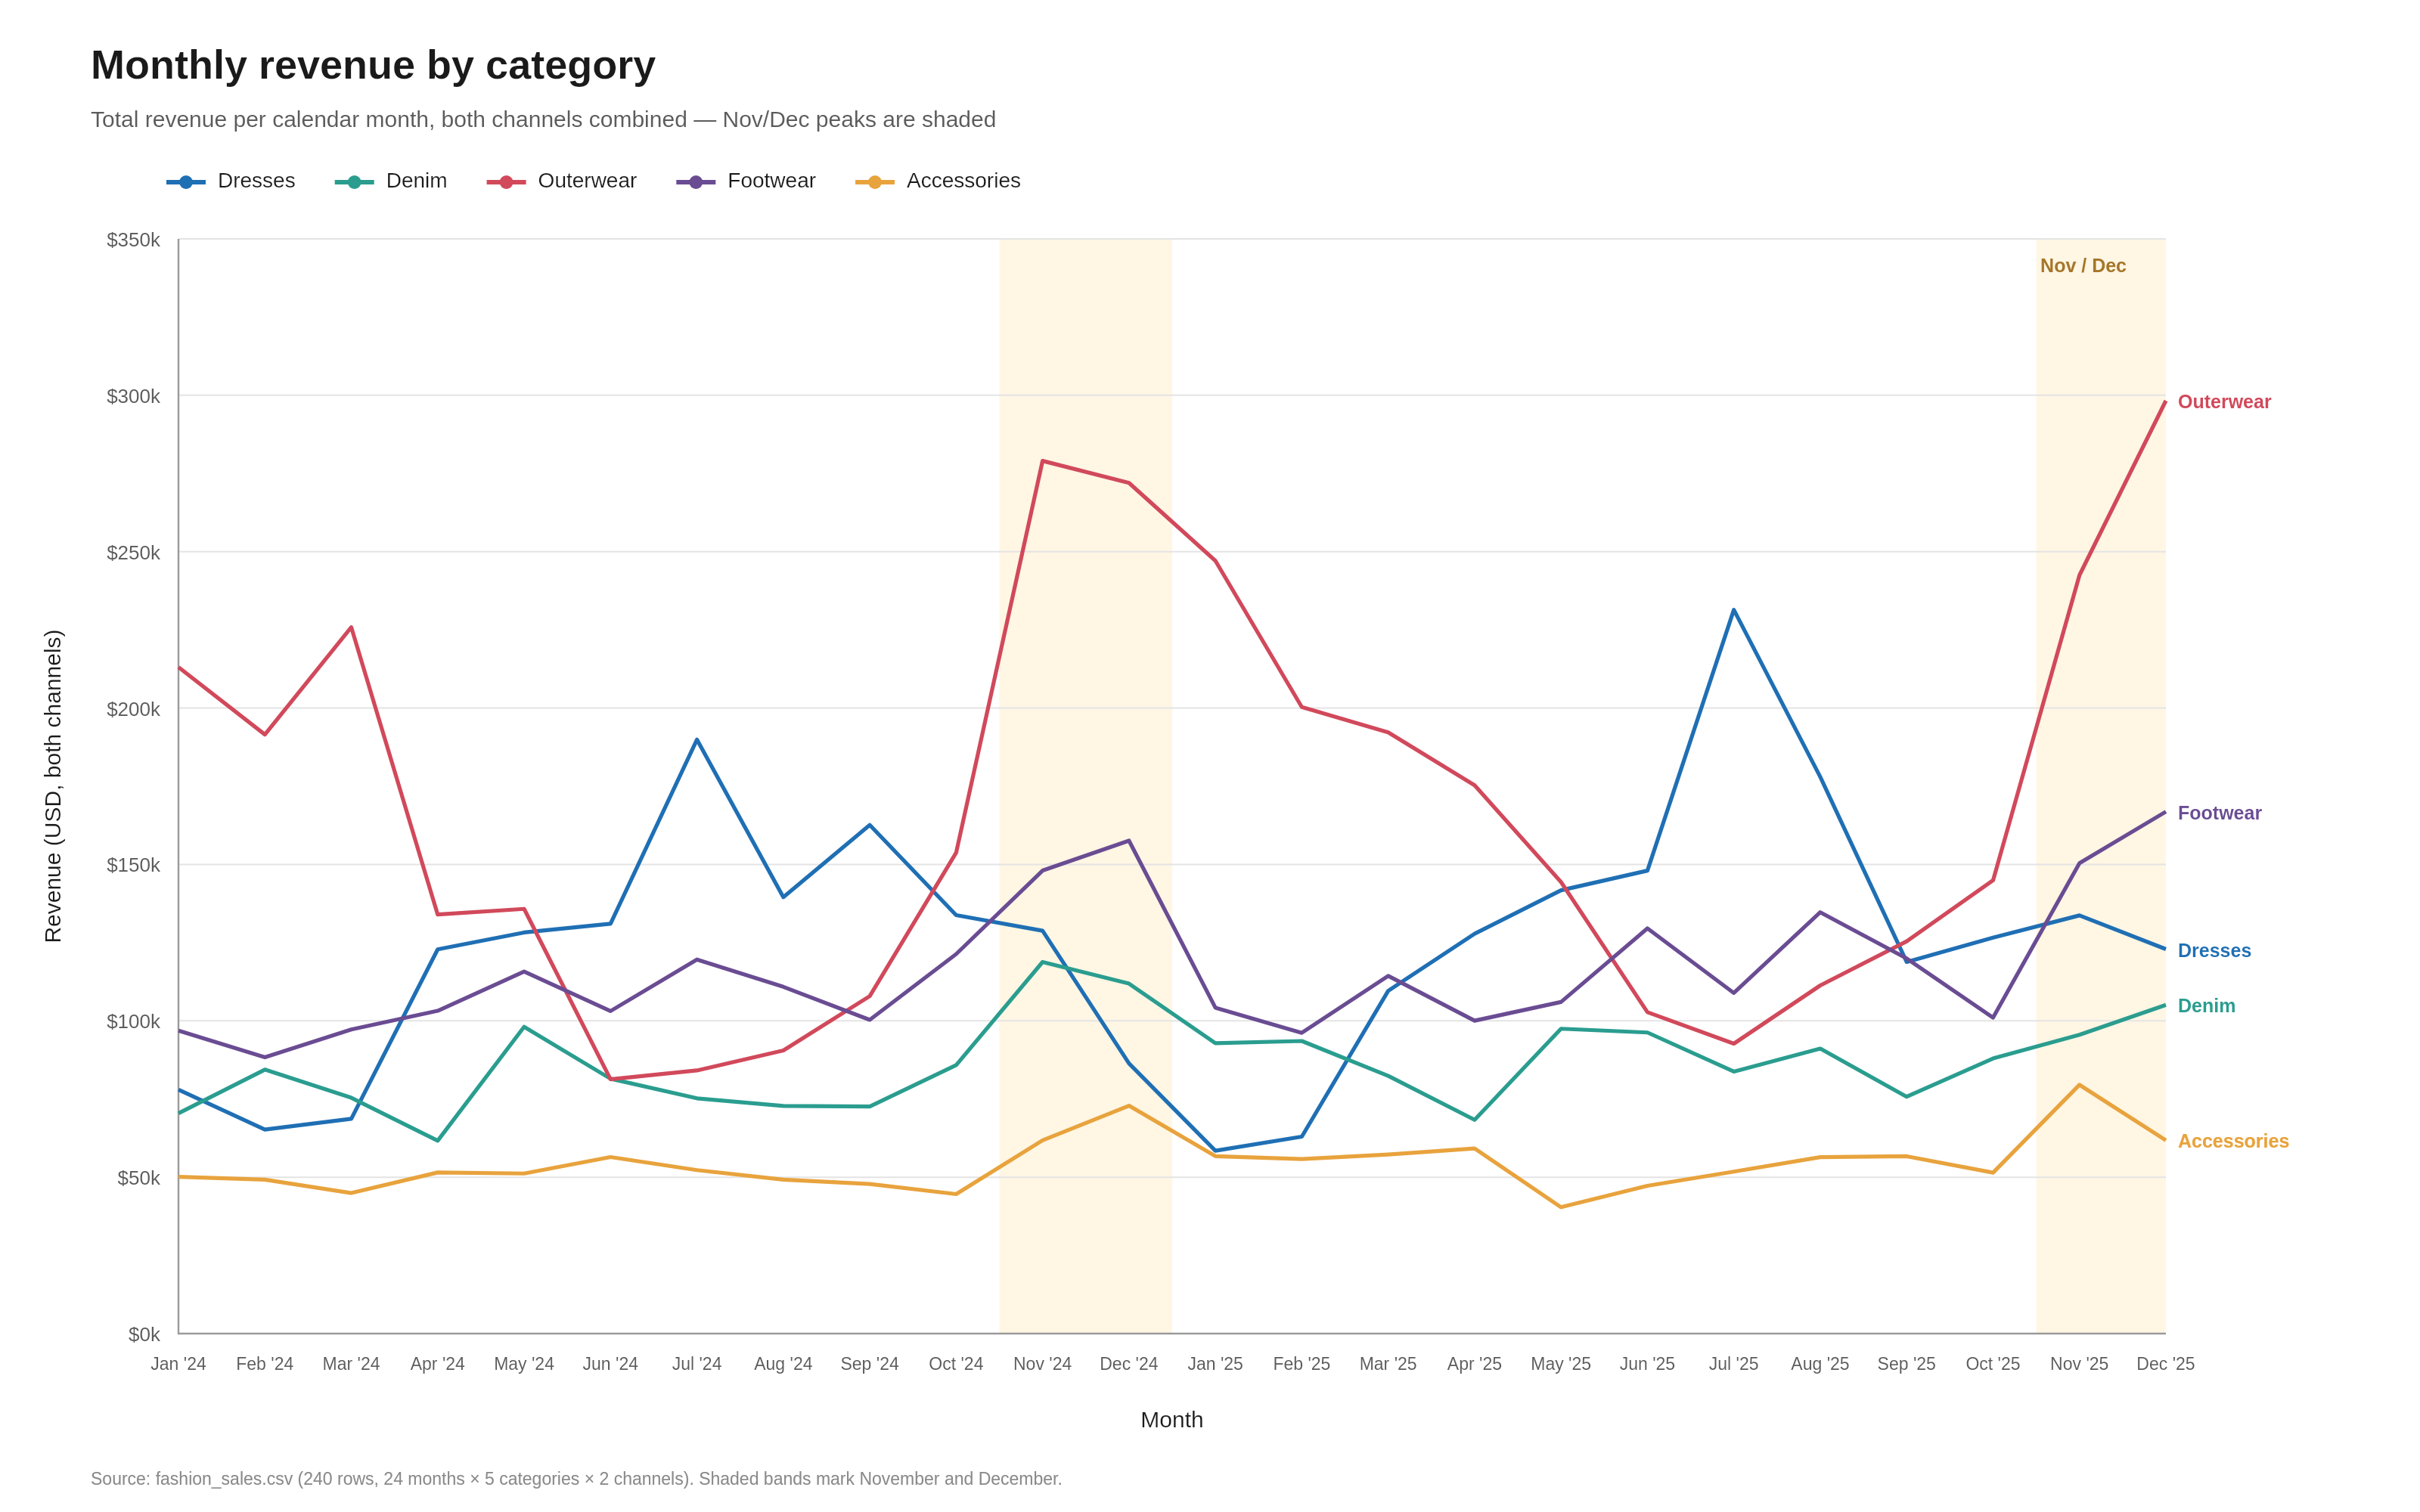 Monthly revenue by category
Total revenue per calendar month, both channels combined — Nov/Dec peaks are shaded
Dresses Denim Outerwear Footwear Accessories
$350k
$300k
$250k
$200k
$150k
$100k
$50k
$0k
Revenue (USD, both channels)
Nov / Dec
Outerwear
Footwear
Dresses
Denim
Accessories
Jan '24 Feb '24 Mar '24 Apr '24 May '24 Jun '24 Jul '24 Aug '24 Sep '24 Oct '24 Nov '24 Dec '24 Jan '25 Feb '25 Mar '25 Apr '25 May '25 Jun '25 Jul '25 Aug '25 Sep '25 Oct '25 Nov '25 Dec '25
Month
Source: fashion_sales.csv (240 rows, 24 months × 5 categories × 2 channels). Shaded bands mark November and December.